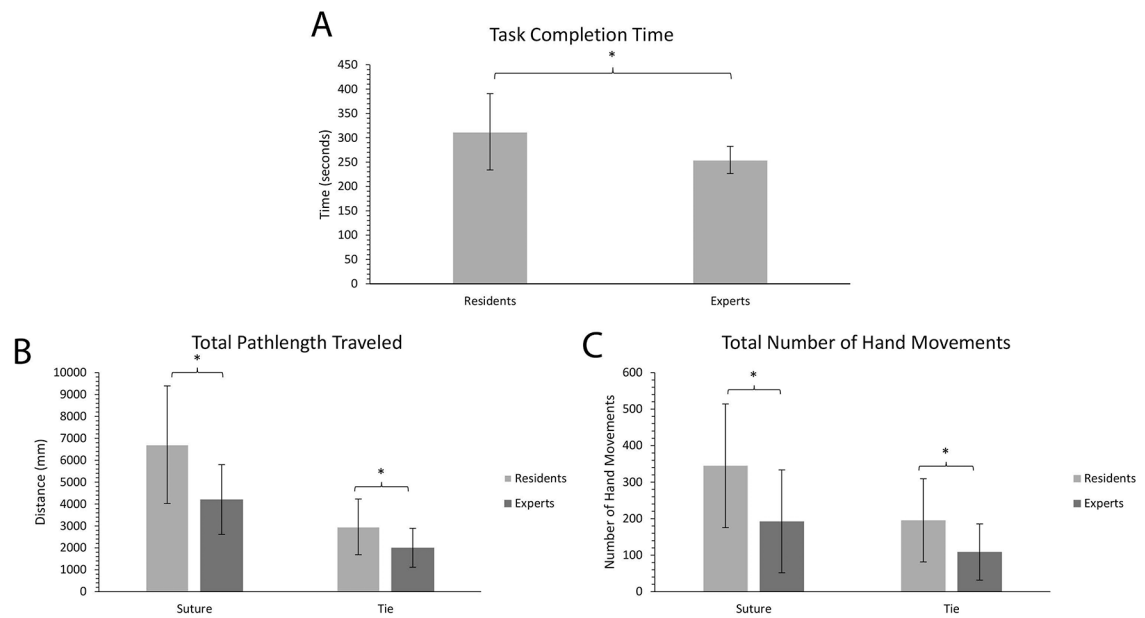 A
Task Completion Time
*
450
400
350
300
250
200
150
100
50
0
Time (seconds)
Residents
Experts
B
Total Pathlength Traveled
*
*
10000
9000
8000
7000
6000
5000
4000
3000
2000
1000
0
Distance (mm)
Suture
Tie
Residents
Experts
C
Total Number of Hand Movements
*
*
600
500
400
300
200
100
0
Number of Hand Movements
Suture
Tie
Residents
Experts